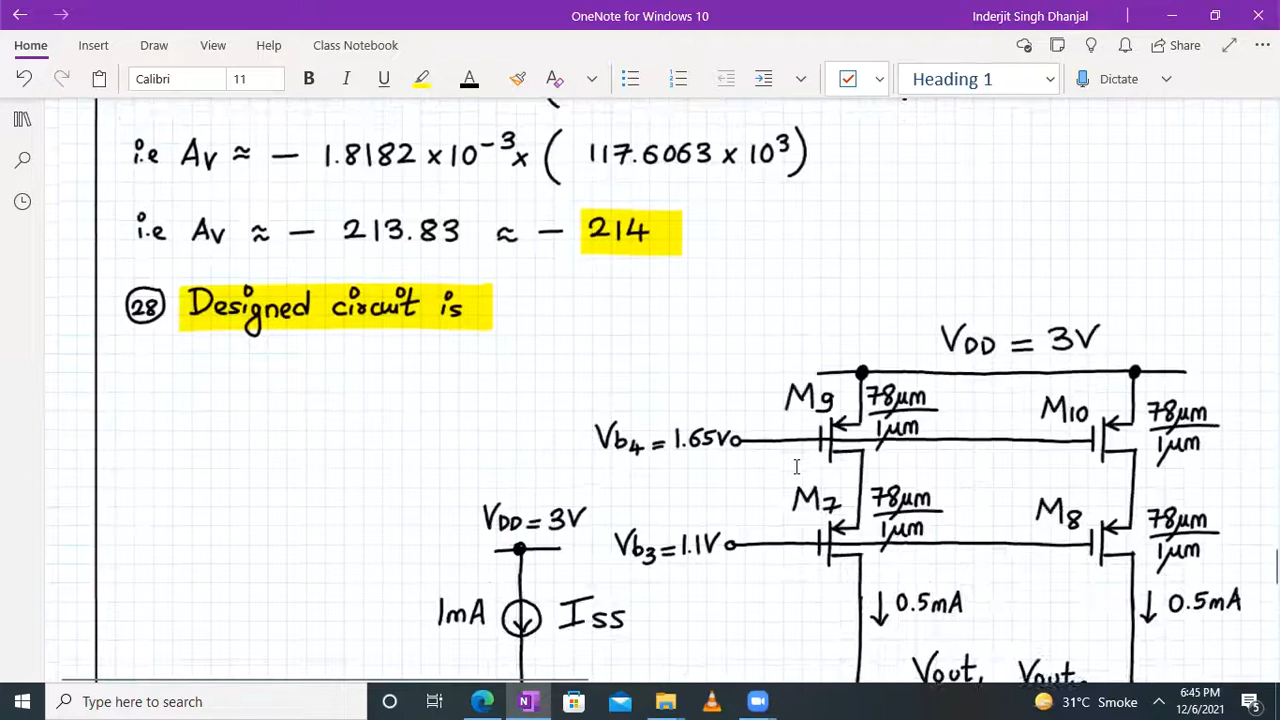 OneNote for Windows 10
Inderjit Singh Dhanjal
Home Insert Draw View Help Class Notebook
Share
Calibri 11 B I U A Heading 1 Dictate
i.e Av ≈ − 1.8182 ×10⁻³× ( 117.6063 × 10³)
i.e Av ≈ − 213.83 ≈ − 214
28 Designed circuit is
VDD = 3V
M9 78μm/1μm
M10 78μm/1μm
Vb4 = 1.65V
M7 78μm/1μm
M8 78μm/1μm
VDD = 3V
Vb3 = 1.1V
1mA ISS
0.5mA 0.5mA
Vout, Vout,
Type here to search
31°C Smoke
6:45 PM
12/6/2021
5